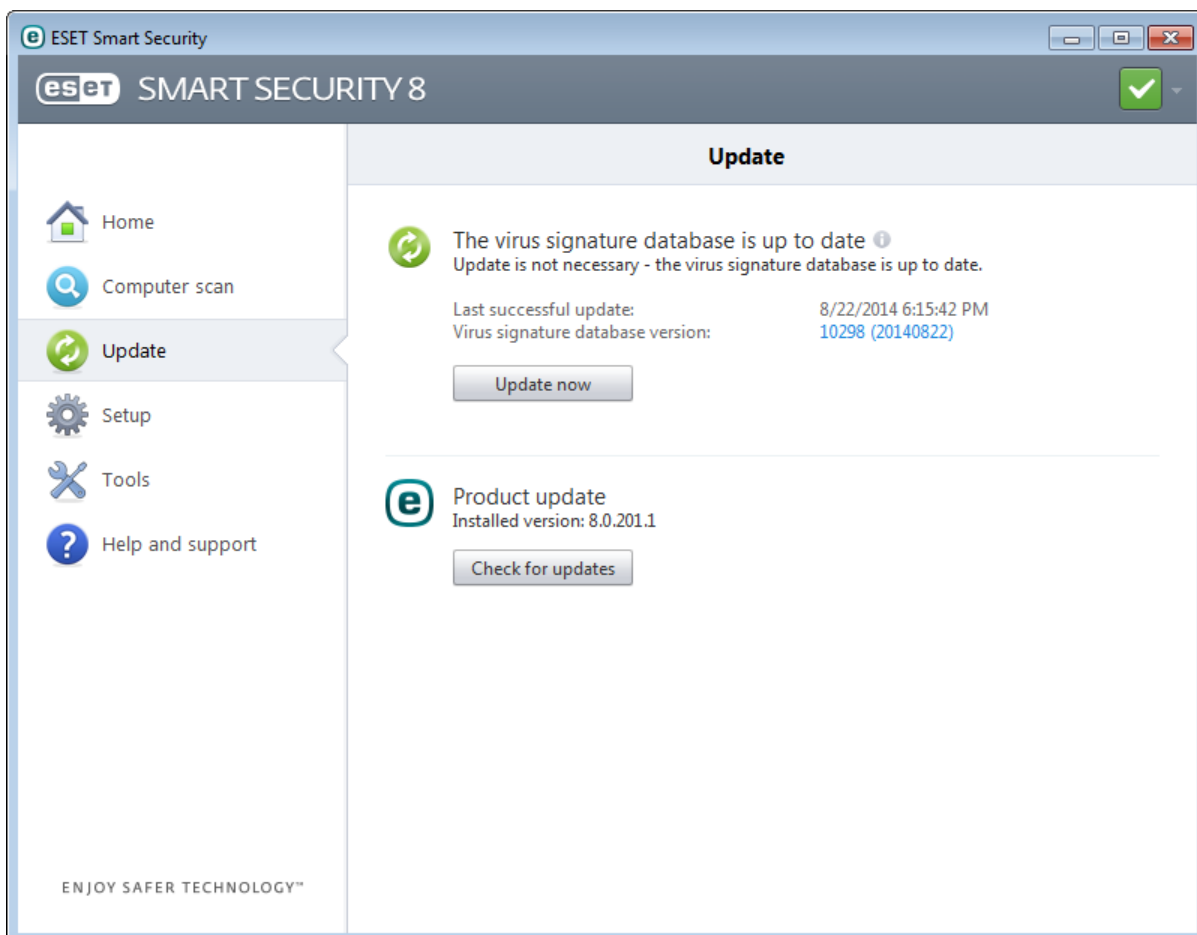 ESET Smart Security
eset SMART SECURITY 8
Update
Home
Computer scan
Update
Setup
Tools
Help and support
ENJOY SAFER TECHNOLOGY™
The virus signature database is up to date
Update is not necessary - the virus signature database is up to date.
Last successful update: 8/22/2014 6:15:42 PM
Virus signature database version: 10298 (20140822)
Update now
Product update
Installed version: 8.0.201.1
Check for updates